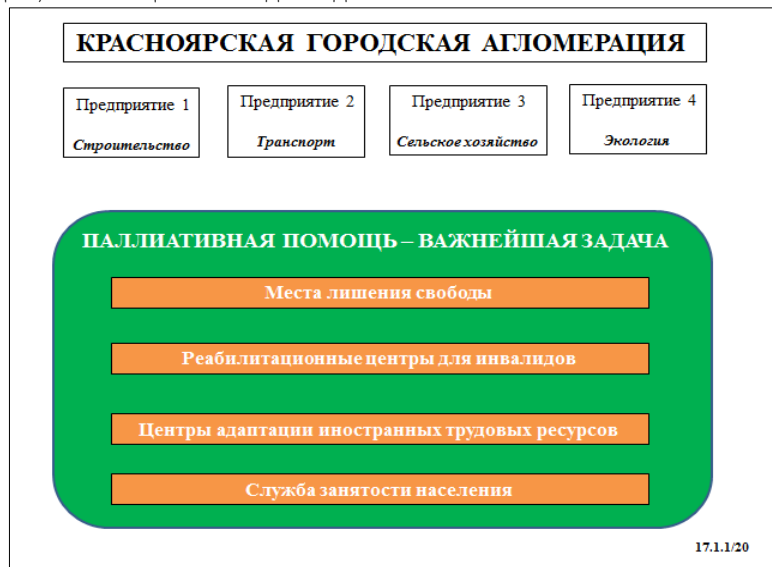 КРАСНОЯРСКАЯ ГОРОДСКАЯ АГЛОМЕРАЦИЯ
Предприятие 1
Строительство
Предприятие 2
Транспорт
Предприятие 3
Сельское хозяйство
Предприятие 4
Экология
ПАЛЛИАТИВНАЯ ПОМОЩЬ – ВАЖНЕЙШАЯ ЗАДАЧА
Места лишения свободы
Реабилитационные центры для инвалидов
Центры адаптации иностранных трудовых ресурсов
Служба занятости населения
17.1.1/20